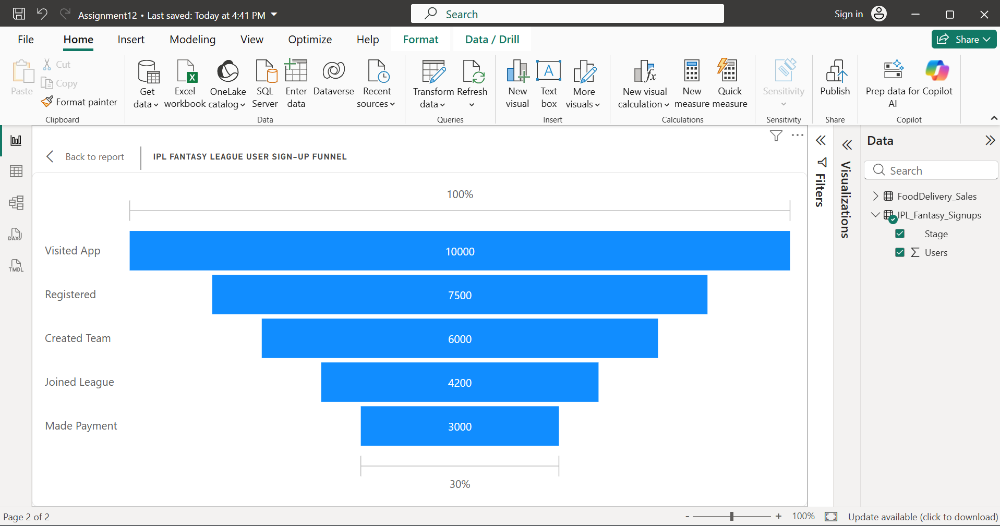 Assignment12 • Last saved: Today at 4:41 PM
Search
Sign in
File Home Insert Modeling View Optimize Help Format Data / Drill
Share
Paste
Cut
Copy
Format painter
Clipboard
Get data
Excel workbook
OneLake catalog
SQL Server
Enter data
Dataverse
Recent sources
Data
Transform data
Refresh
Queries
New visual
A
Text box
More visuals
Insert
New visual calculation
New measure
Quick measure
Calculations
Sensitivity
Sensitivity
Publish
Share
Prep data for AI
Copilot
Copilot
DAX
TMDL
Back to report
IPL FANTASY LEAGUE USER SIGN-UP FUNNEL
100%
Visited App 10000
Registered 7500
Created Team 6000
Joined League 4200
Made Payment 3000
30%
Filters
Visualizations
Data
Search
FoodDelivery_Sales
IPL_Fantasy_Signups
Stage
∑ Users
Page 2 of 2
- + 100%
Update available (click to download)